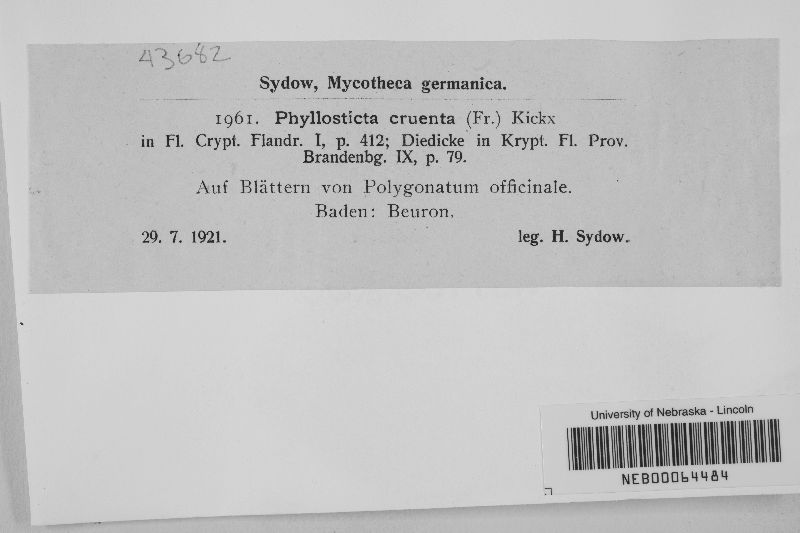 43682
Sydow, Mycotheca germanica.
1961. Phyllosticta cruenta (Fr.) Kickx
in Fl. Crypt. Flandr. I, p. 412; Diedicke in Krypt. Fl. Prov.
Brandenbg. IX, p. 79.
Auf Blättern von Polygonatum officinale.
Baden: Beuron.
29. 7. 1921. leg. H. Sydow.
University of Nebraska - Lincoln
NEB00064484